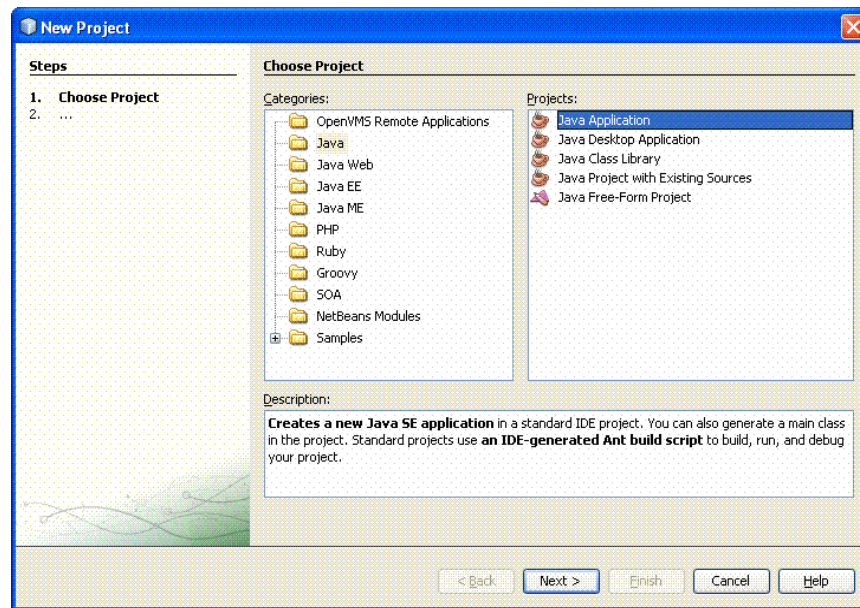 New Project
Steps
1. Choose Project
2. ...
Choose Project
Categories:
OpenVMS Remote Applications
Java
Java Web
Java EE
Java ME
PHP
Ruby
Groovy
SOA
NetBeans Modules
Samples
Projects:
Java Application
Java Desktop Application
Java Class Library
Java Project with Existing Sources
Java Free-Form Project
Description:
Creates a new Java SE application in a standard IDE project. You can also generate a main class
in the project. Standard projects use an IDE-generated Ant build script to build, run, and debug
your project.
< Back
Next >
Finish
Cancel
Help